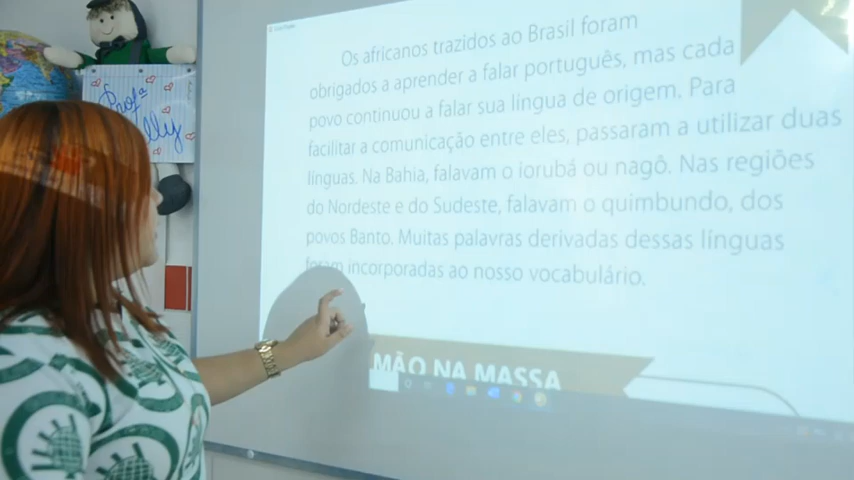 Os africanos trazidos ao Brasil foram
obrigados a aprender a falar português, mas cada
povo continuou a falar sua língua de origem. Para
facilitar a comunicação entre eles, passaram a utilizar duas
línguas. Na Bahia, falavam o iorubá ou nagô. Nas regiões
do Nordeste e do Sudeste, falavam o quimbundo, dos
povos Banto. Muitas palavras derivadas dessas línguas
foram incorporadas ao nosso vocabulário.
MÃO NA MASSA
Profª